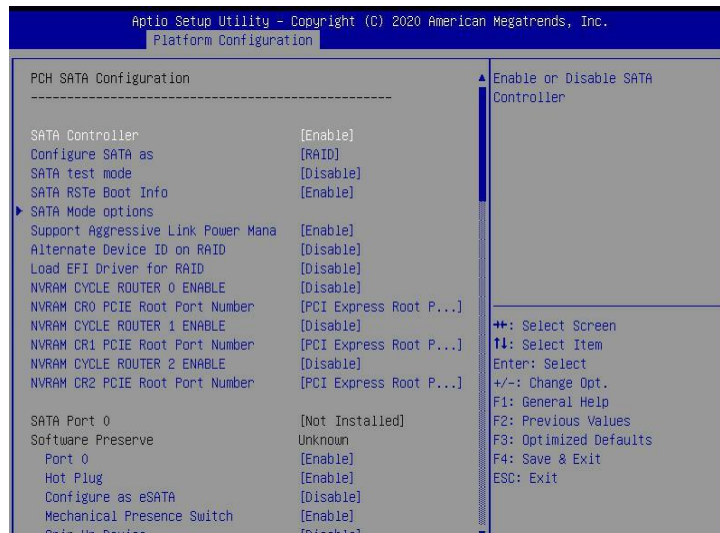 Aptio Setup Utility - Copyright (C) 2020 American Megatrends, Inc.
Platform Configuration
PCH SATA Configuration
--------------------------------------------------
SATA Controller [Enable]
Configure SATA as [RAID]
SATA test mode [Disable]
SATA RSTe Boot Info [Enable]
SATA Mode options
Support Aggressive Link Power Mana [Enable]
Alternate Device ID on RAID [Disable]
Load EFI Driver for RAID [Disable]
NVRAM CYCLE ROUTER 0 ENABLE [Disable]
NVRAM CR0 PCIE Root Port Number [PCI Express Root P...]
NVRAM CYCLE ROUTER 1 ENABLE [Disable]
NVRAM CR1 PCIE Root Port Number [PCI Express Root P...]
NVRAM CYCLE ROUTER 2 ENABLE [Disable]
NVRAM CR2 PCIE Root Port Number [PCI Express Root P...]
SATA Port 0 [Not Installed]
Software Preserve Unknown
Port 0 [Enable]
Hot Plug [Enable]
Configure as eSATA [Disable]
Mechanical Presence Switch [Enable]
Spin Up Device [Disable]
Enable or Disable SATA
Controller
→←: Select Screen
↑↓: Select Item
Enter: Select
+/-: Change Opt.
F1: General Help
F2: Previous Values
F3: Optimized Defaults
F4: Save & Exit
ESC: Exit